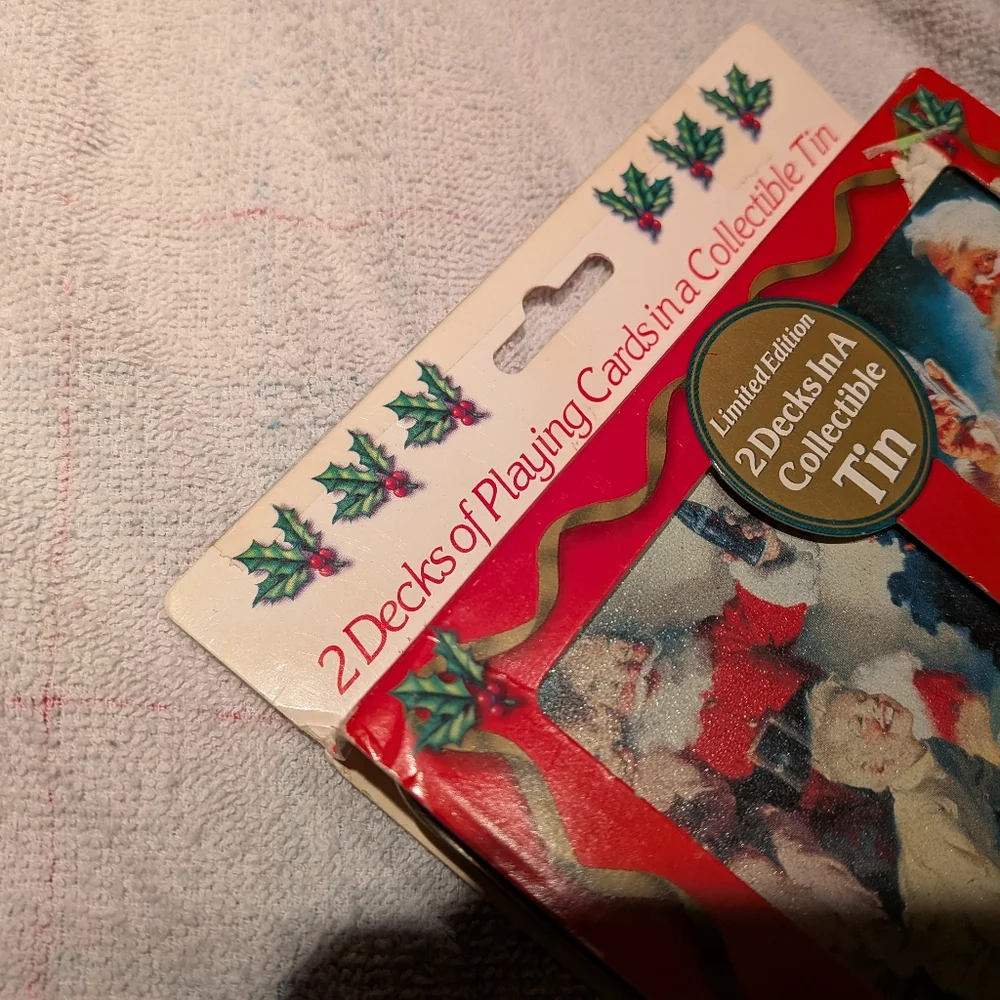 2 Decks of Playing Cards in a Collectible Tin
Limited Edition
2 Decks In A
Collectible
Tin